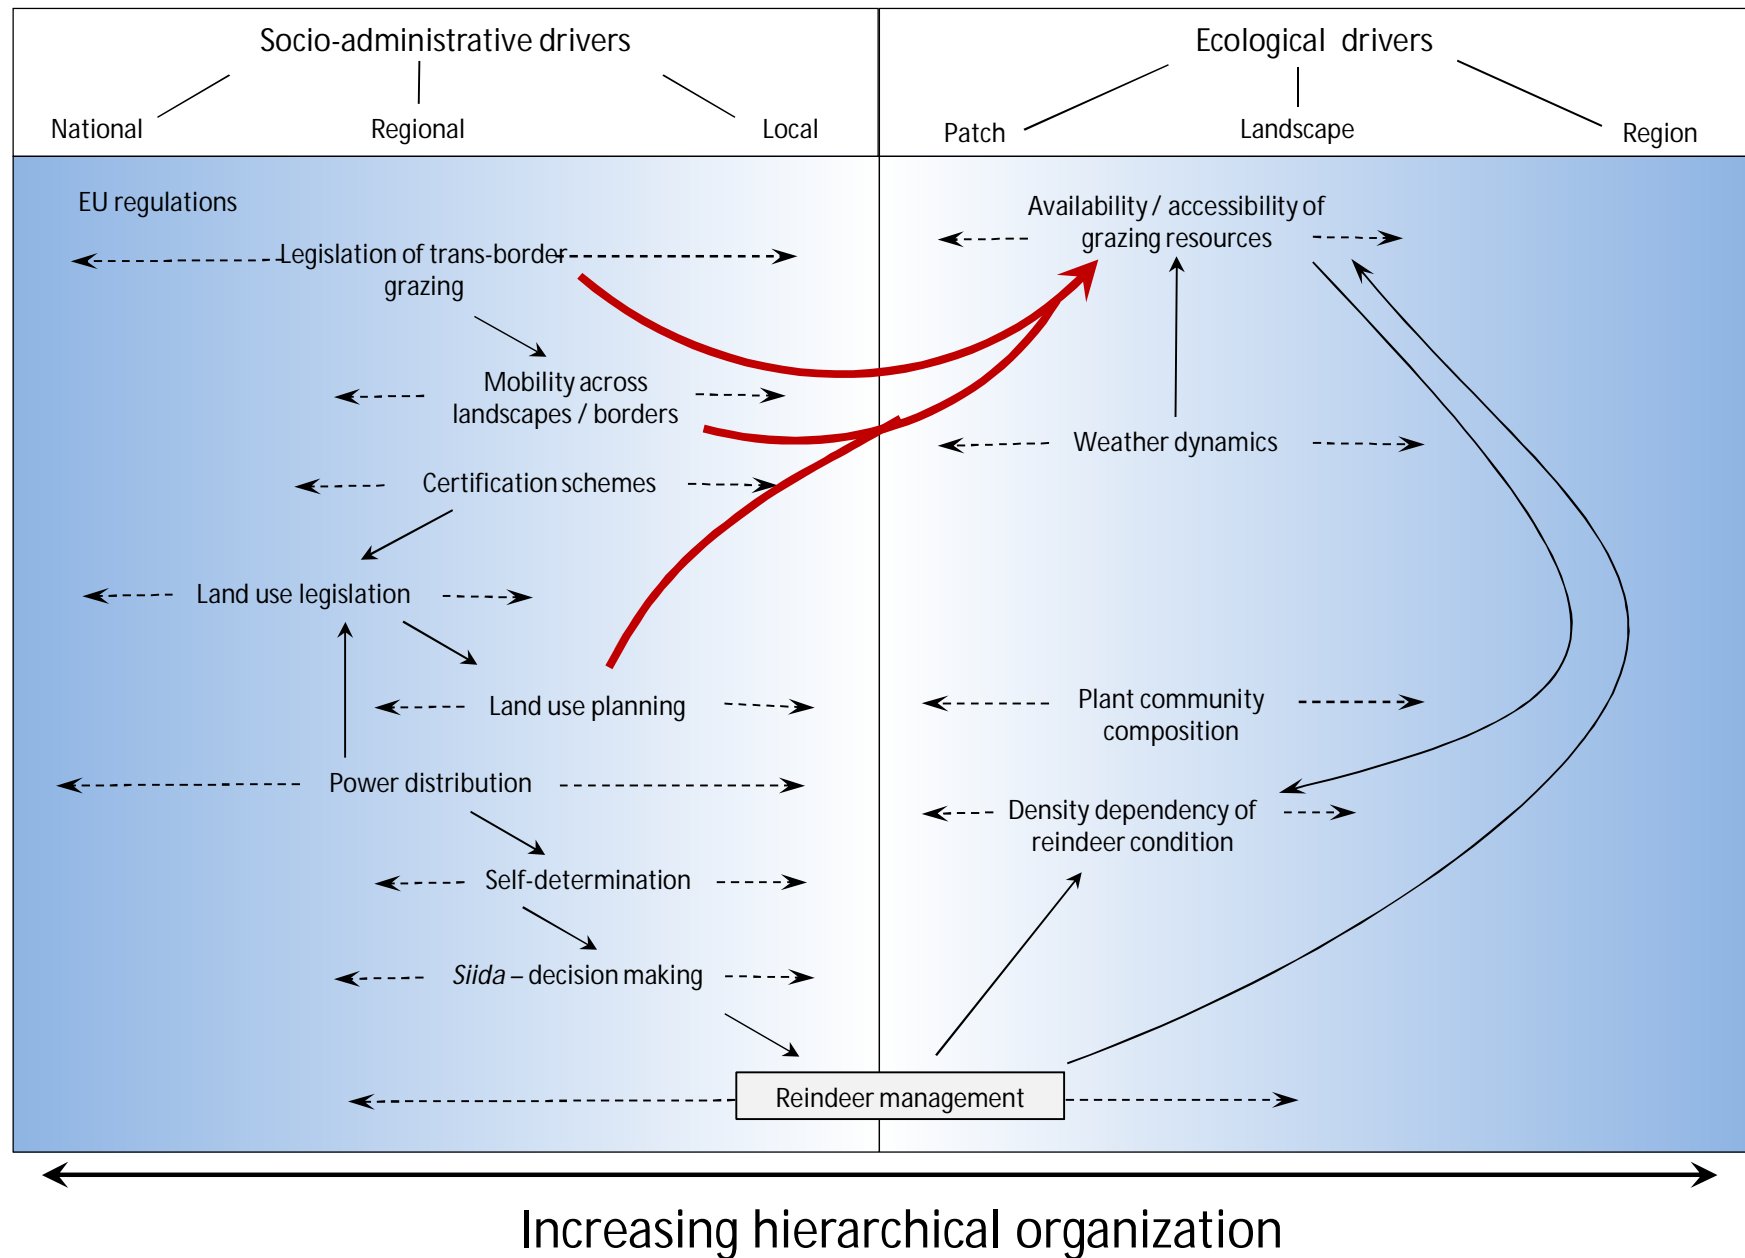 Socio-administrative drivers
National
Regional
Local
EU regulations
Legislation of trans-border
grazing
Mobility across
landscapes / borders
Certification schemes
Land use legislation
Land use planning
Power distribution
Self-determination
Siida – decision making
Ecological drivers
Patch
Landscape
Region
Availability / accessibility of
grazing resources
Weather dynamics
Plant community
composition
Density dependency of
reindeer condition
Reindeer management
Increasing hierarchical organization